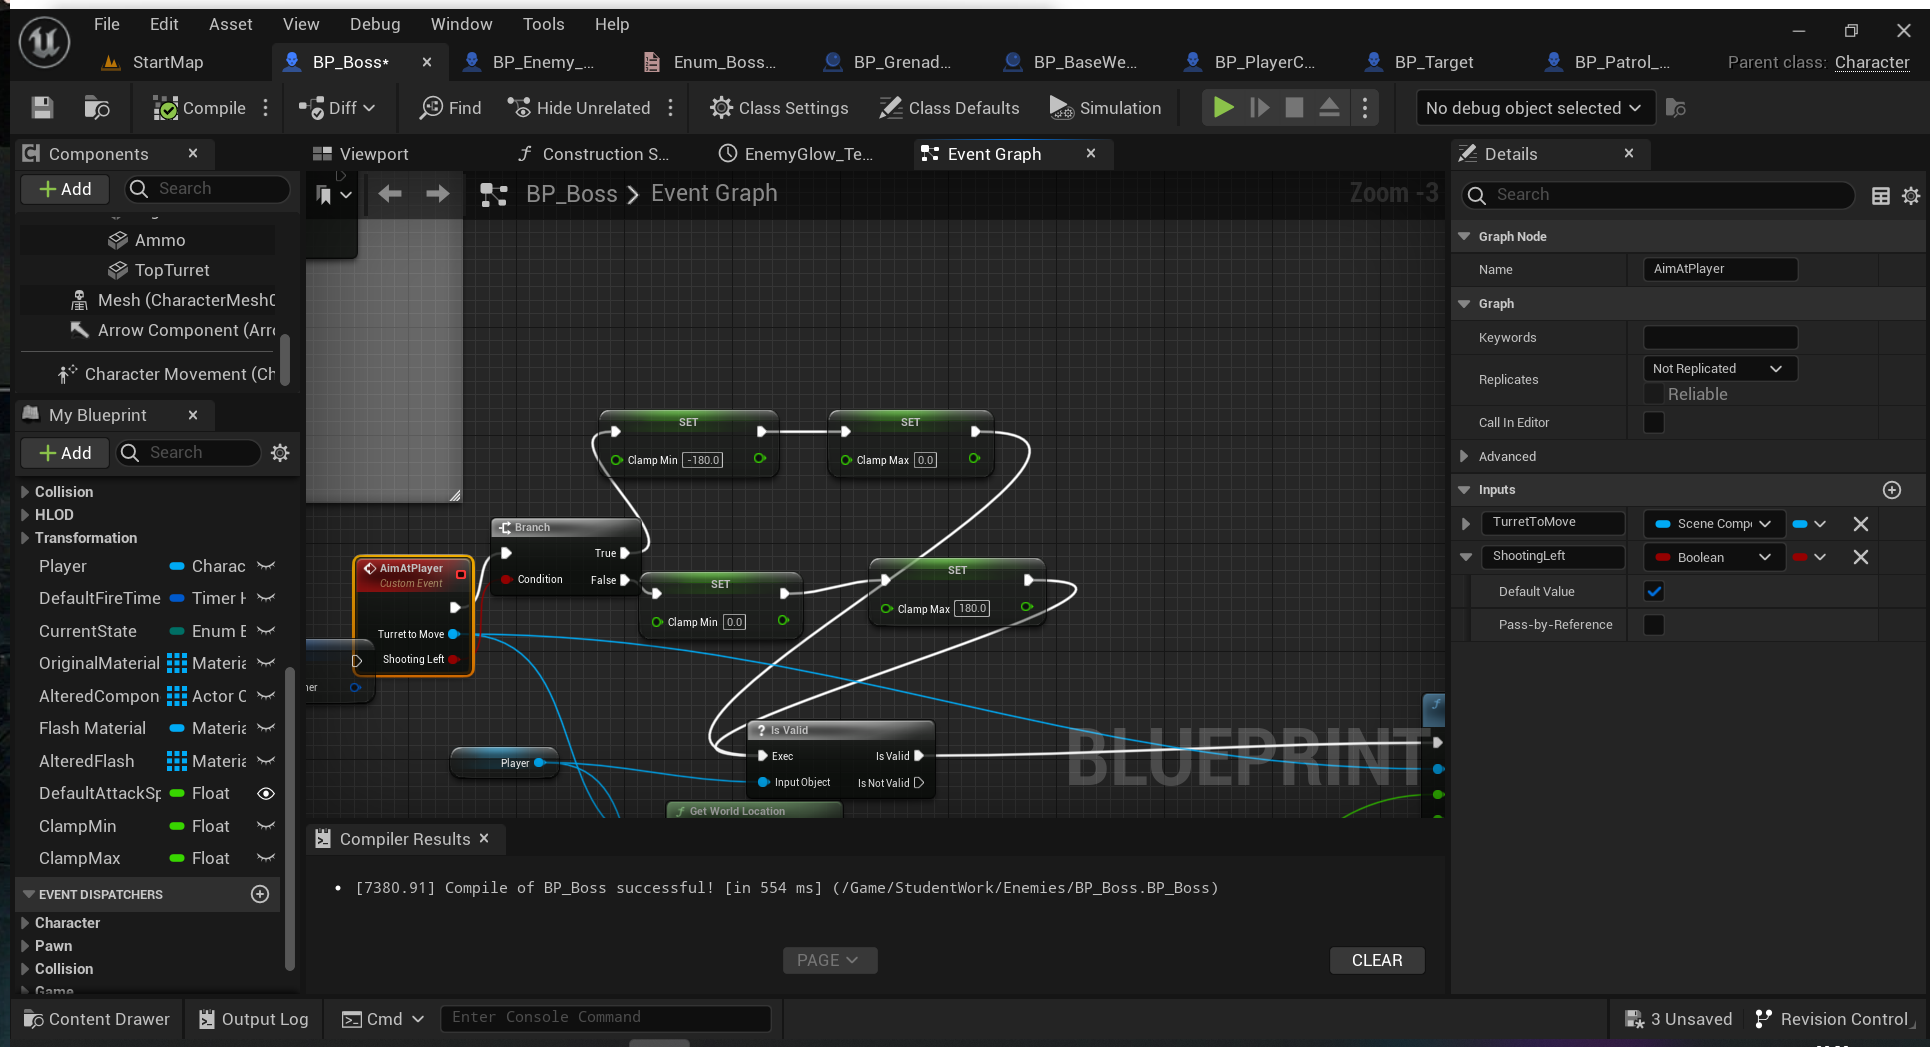 File Edit Asset View Debug Window Tools Help
StartMap BP_Boss* BP_Enemy_... Enum_Boss... BP_Grenad... BP_BaseWe... BP_PlayerC... BP_Target BP_Patrol_... Parent class: Character
Compile Diff Find Hide Unrelated Class Settings Class Defaults Simulation No debug object selected
Components
Add Search
Ammo
TopTurret
Mesh (CharacterMesh0
Arrow Component (Arro
Character Movement (Ch
My Blueprint
Add Search
Collision
HLOD
Transformation
Player Charac
DefaultFireTime Timer H
CurrentState Enum B
OriginalMaterial Materia
AlteredCompon Actor C
Flash Material Materia
AlteredFlash Materia
DefaultAttackSp Float
ClampMin Float
ClampMax Float
EVENT DISPATCHERS
Character
Pawn
Collision
Game
Viewport Construction S... EnemyGlow_Te... Event Graph
BP_Boss Event Graph Zoom -3
SET
Clamp Min -180.0
SET
Clamp Max 0.0
Branch
True
Condition False
AimAtPlayer
Custom Event
Turret to Move
Shooting Left
ner
SET
Clamp Min 0.0
SET
Clamp Max 180.0
Player
Is Valid
Exec Is Valid
Input Object Is Not Valid
Get World Location
BLUEPRINT
Compiler Results
• [7380.91] Compile of BP_Boss successful! [in 554 ms] (/Game/StudentWork/Enemies/BP_Boss.BP_Boss)
PAGE CLEAR
Details
Search
Graph Node
Name AimAtPlayer
Graph
Keywords
Replicates Not Replicated
Reliable
Call In Editor
Advanced
Inputs
TurretToMove Scene Comp
ShootingLeft Boolean
Default Value
Pass-by-Reference
Content Drawer Output Log Cmd Enter Console Command 3 Unsaved Revision Control